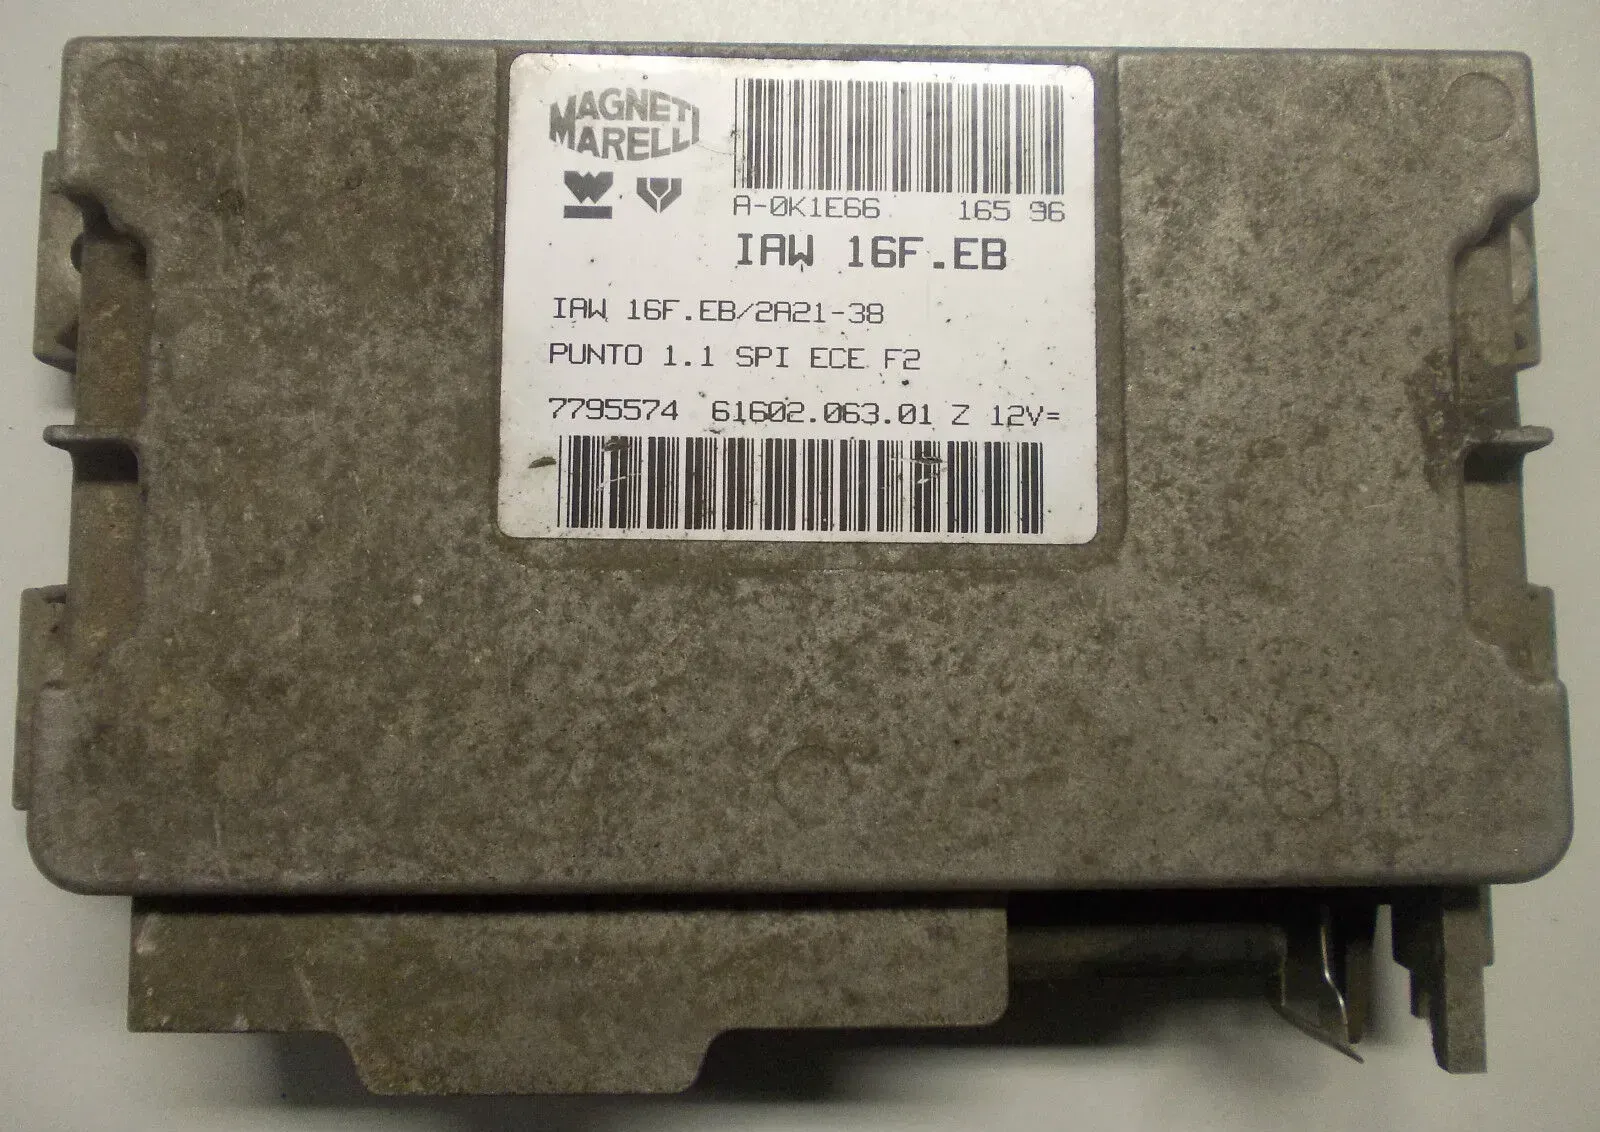 MAGNETI
MARELLI
A-0K1E66 165 96
IAW 16F.EB
IAW 16F.EB/2A21-38
PUNTO 1.1 SPI ECE F2
7795574 61602.063.01 Z 12V=